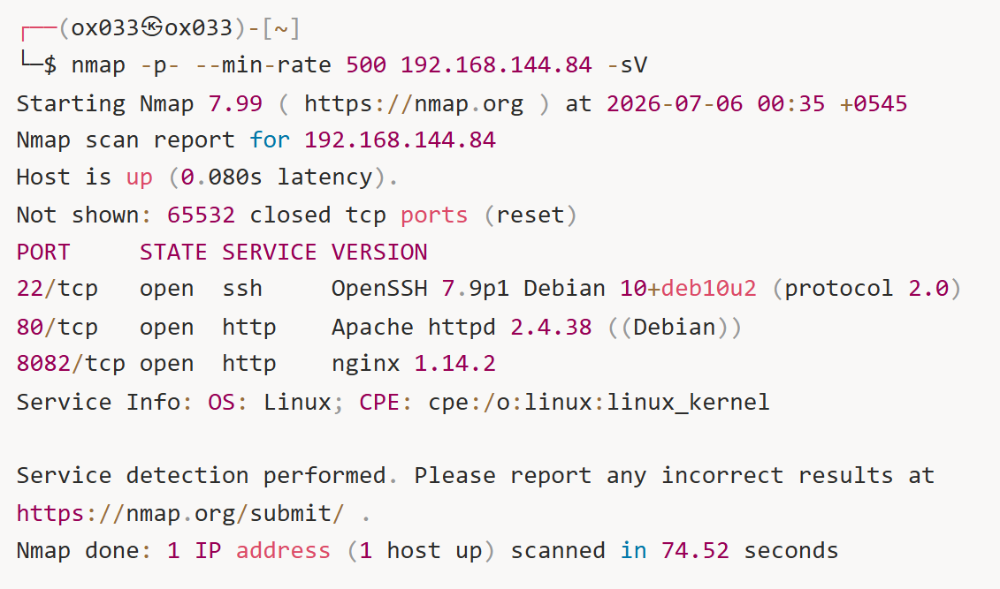 ┌──(ox033㉿ox033)-[~]
└─$ nmap -p- --min-rate 500 192.168.144.84 -sV
Starting Nmap 7.99 ( https://nmap.org ) at 2026-07-06 00:35 +0545
Nmap scan report for 192.168.144.84
Host is up (0.080s latency).
Not shown: 65532 closed tcp ports (reset)
PORT     STATE SERVICE VERSION
22/tcp   open  ssh     OpenSSH 7.9p1 Debian 10+deb10u2 (protocol 2.0)
80/tcp   open  http    Apache httpd 2.4.38 ((Debian))
8082/tcp open  http    nginx 1.14.2
Service Info: OS: Linux; CPE: cpe:/o:linux:linux_kernel

Service detection performed. Please report any incorrect results at
https://nmap.org/submit/ .
Nmap done: 1 IP address (1 host up) scanned in 74.52 seconds